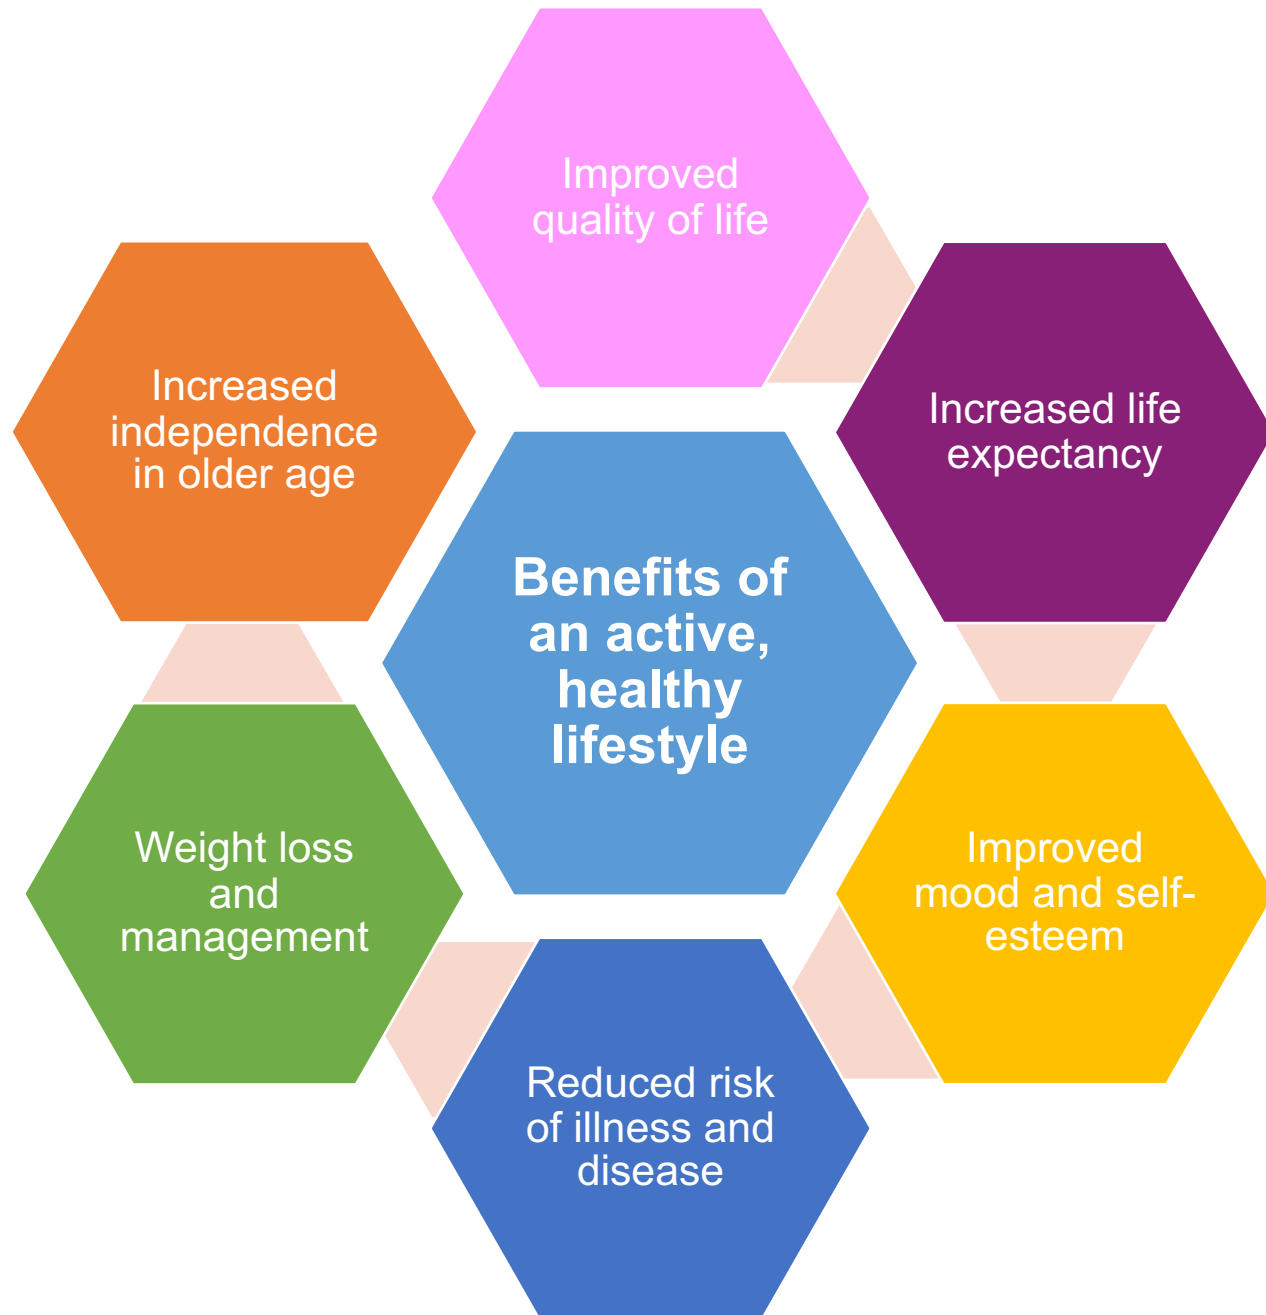 Improved
quality of life
Increased
independence
in older age
Increased life
expectancy
Benefits of
an active,
healthy
lifestyle
Weight loss
and
management
Improved
mood and self-
esteem
Reduced risk
of illness and
disease